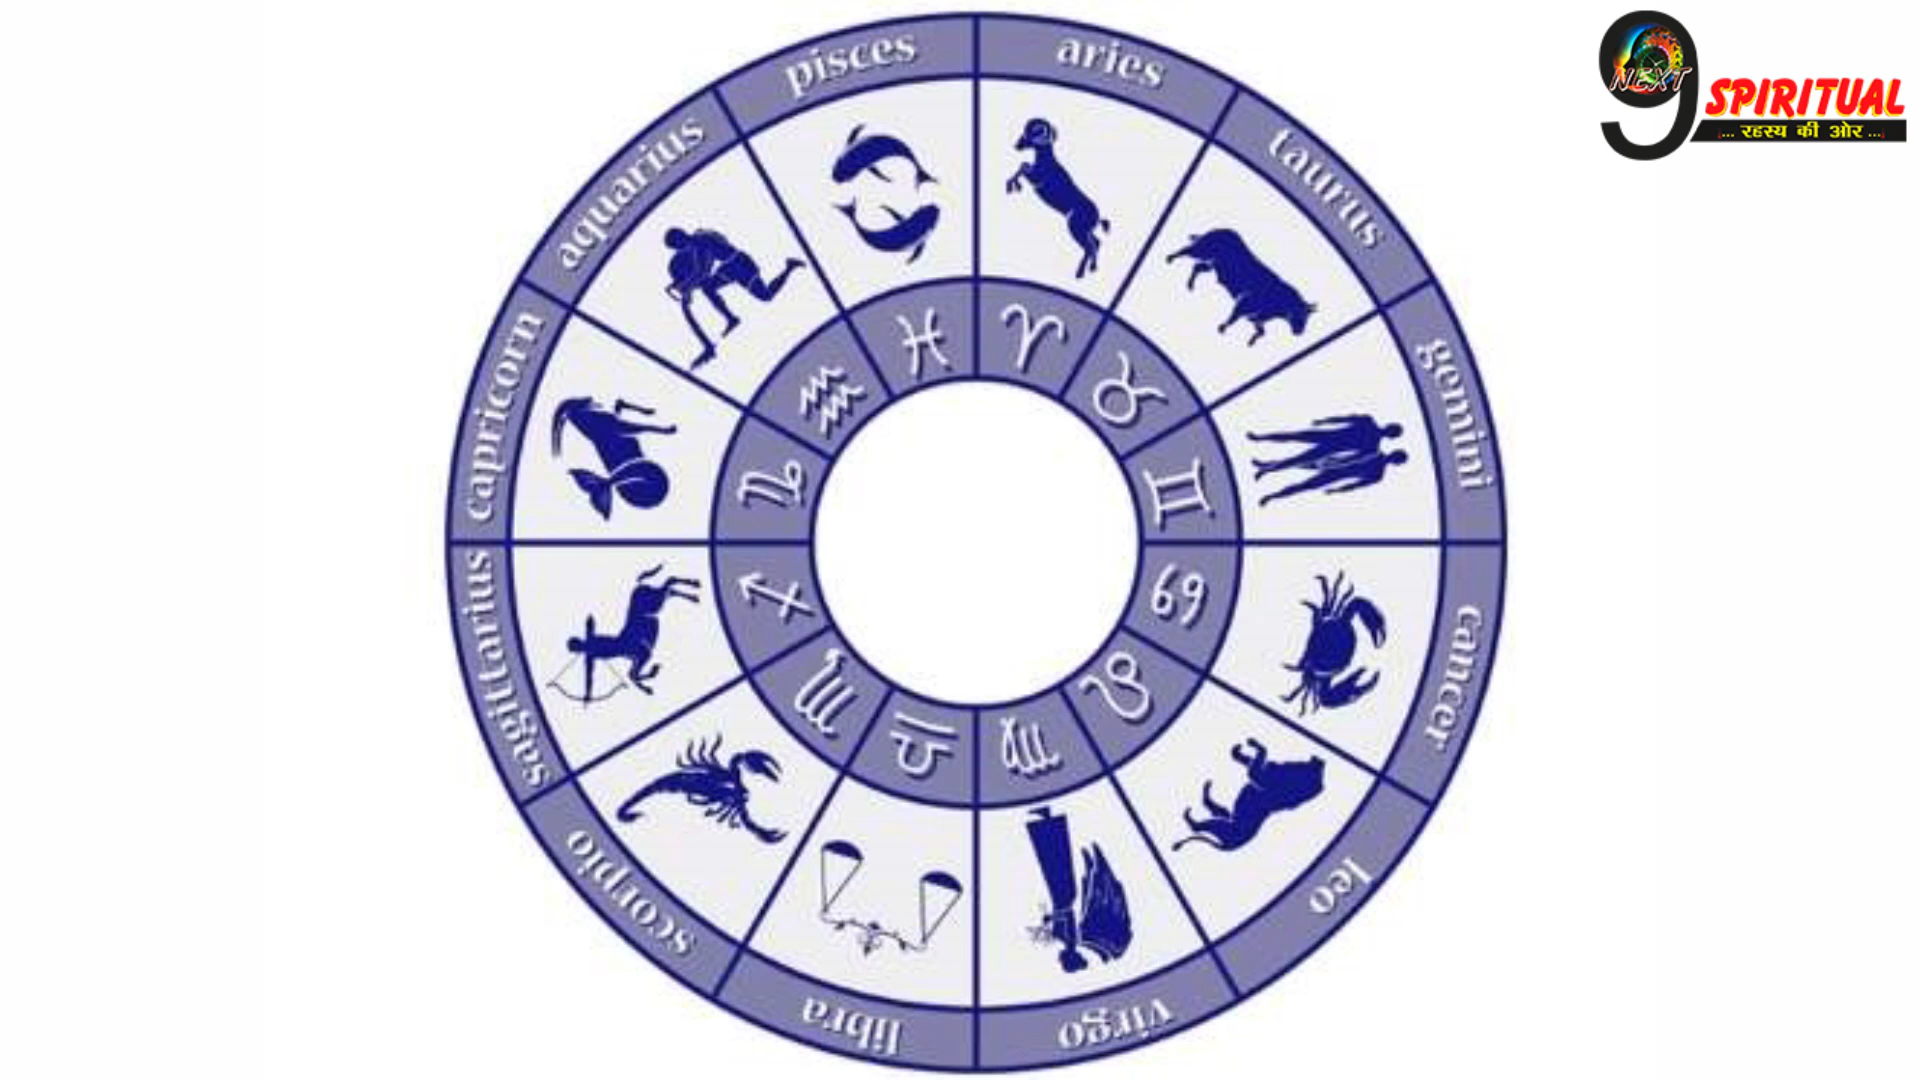 aries
taurus
gemini
cancer
leo
virgo
libra
scorpio
sagittarius
capricorn
aquarius
pisces
9
NEXT
SPIRITUAL
... रहस्य की ओर ...